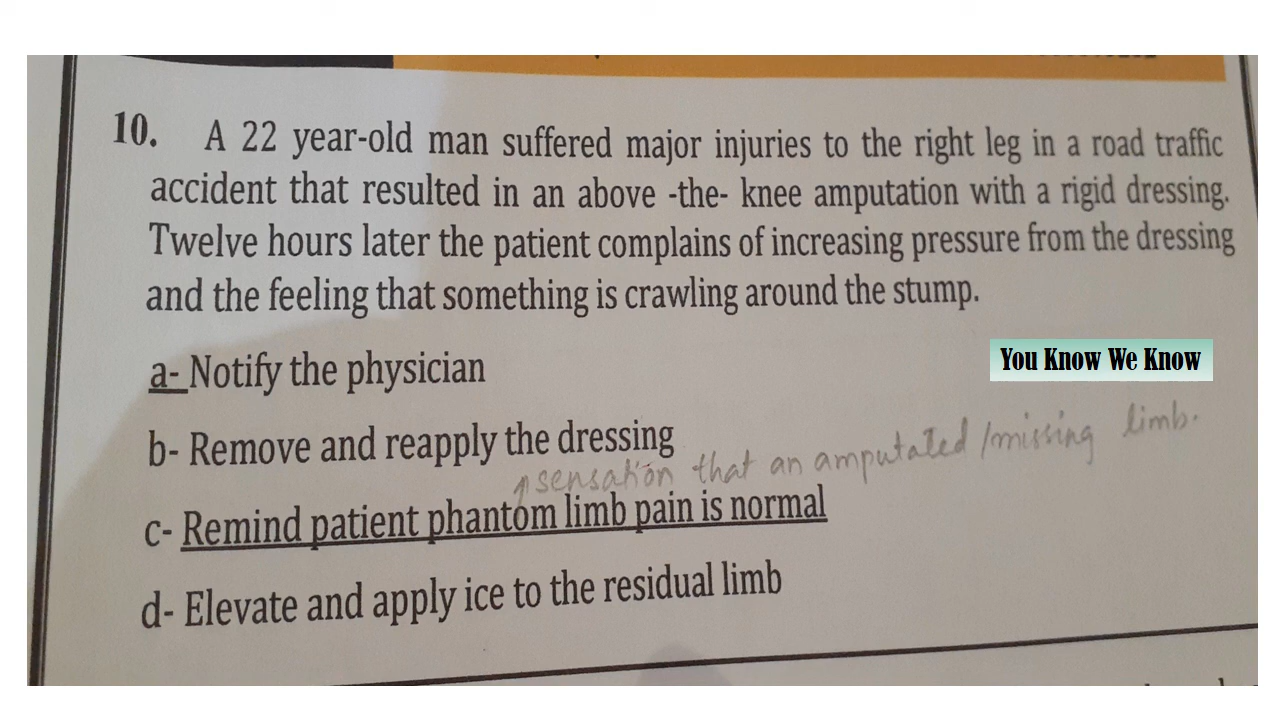 10. A 22 year-old man suffered major injuries to the right leg in a road traffic
accident that resulted in an above -the- knee amputation with a rigid dressing.
Twelve hours later the patient complains of increasing pressure from the dressing
and the feeling that something is crawling around the stump.
a- Notify the physician
You Know We Know
b- Remove and reapply the dressing
sensation that an amputated /missing limb.
c- Remind patient phantom limb pain is normal
d- Elevate and apply ice to the residual limb